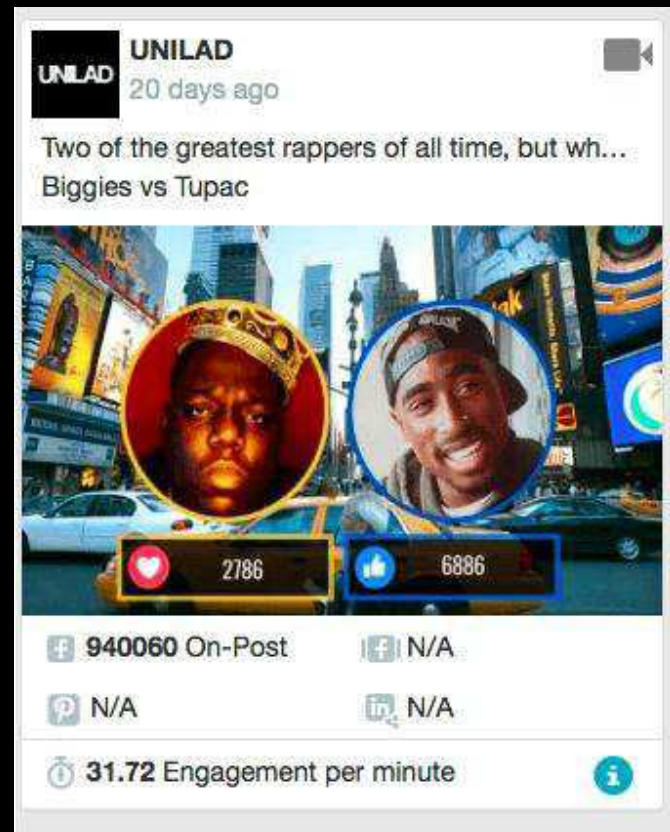 UNILAD
UNILAD
20 days ago
Two of the greatest rappers of all time, but wh...
Biggies vs Tupac
2786
6886
940060 On-Post
N/A
N/A
N/A
31.72 Engagement per minute